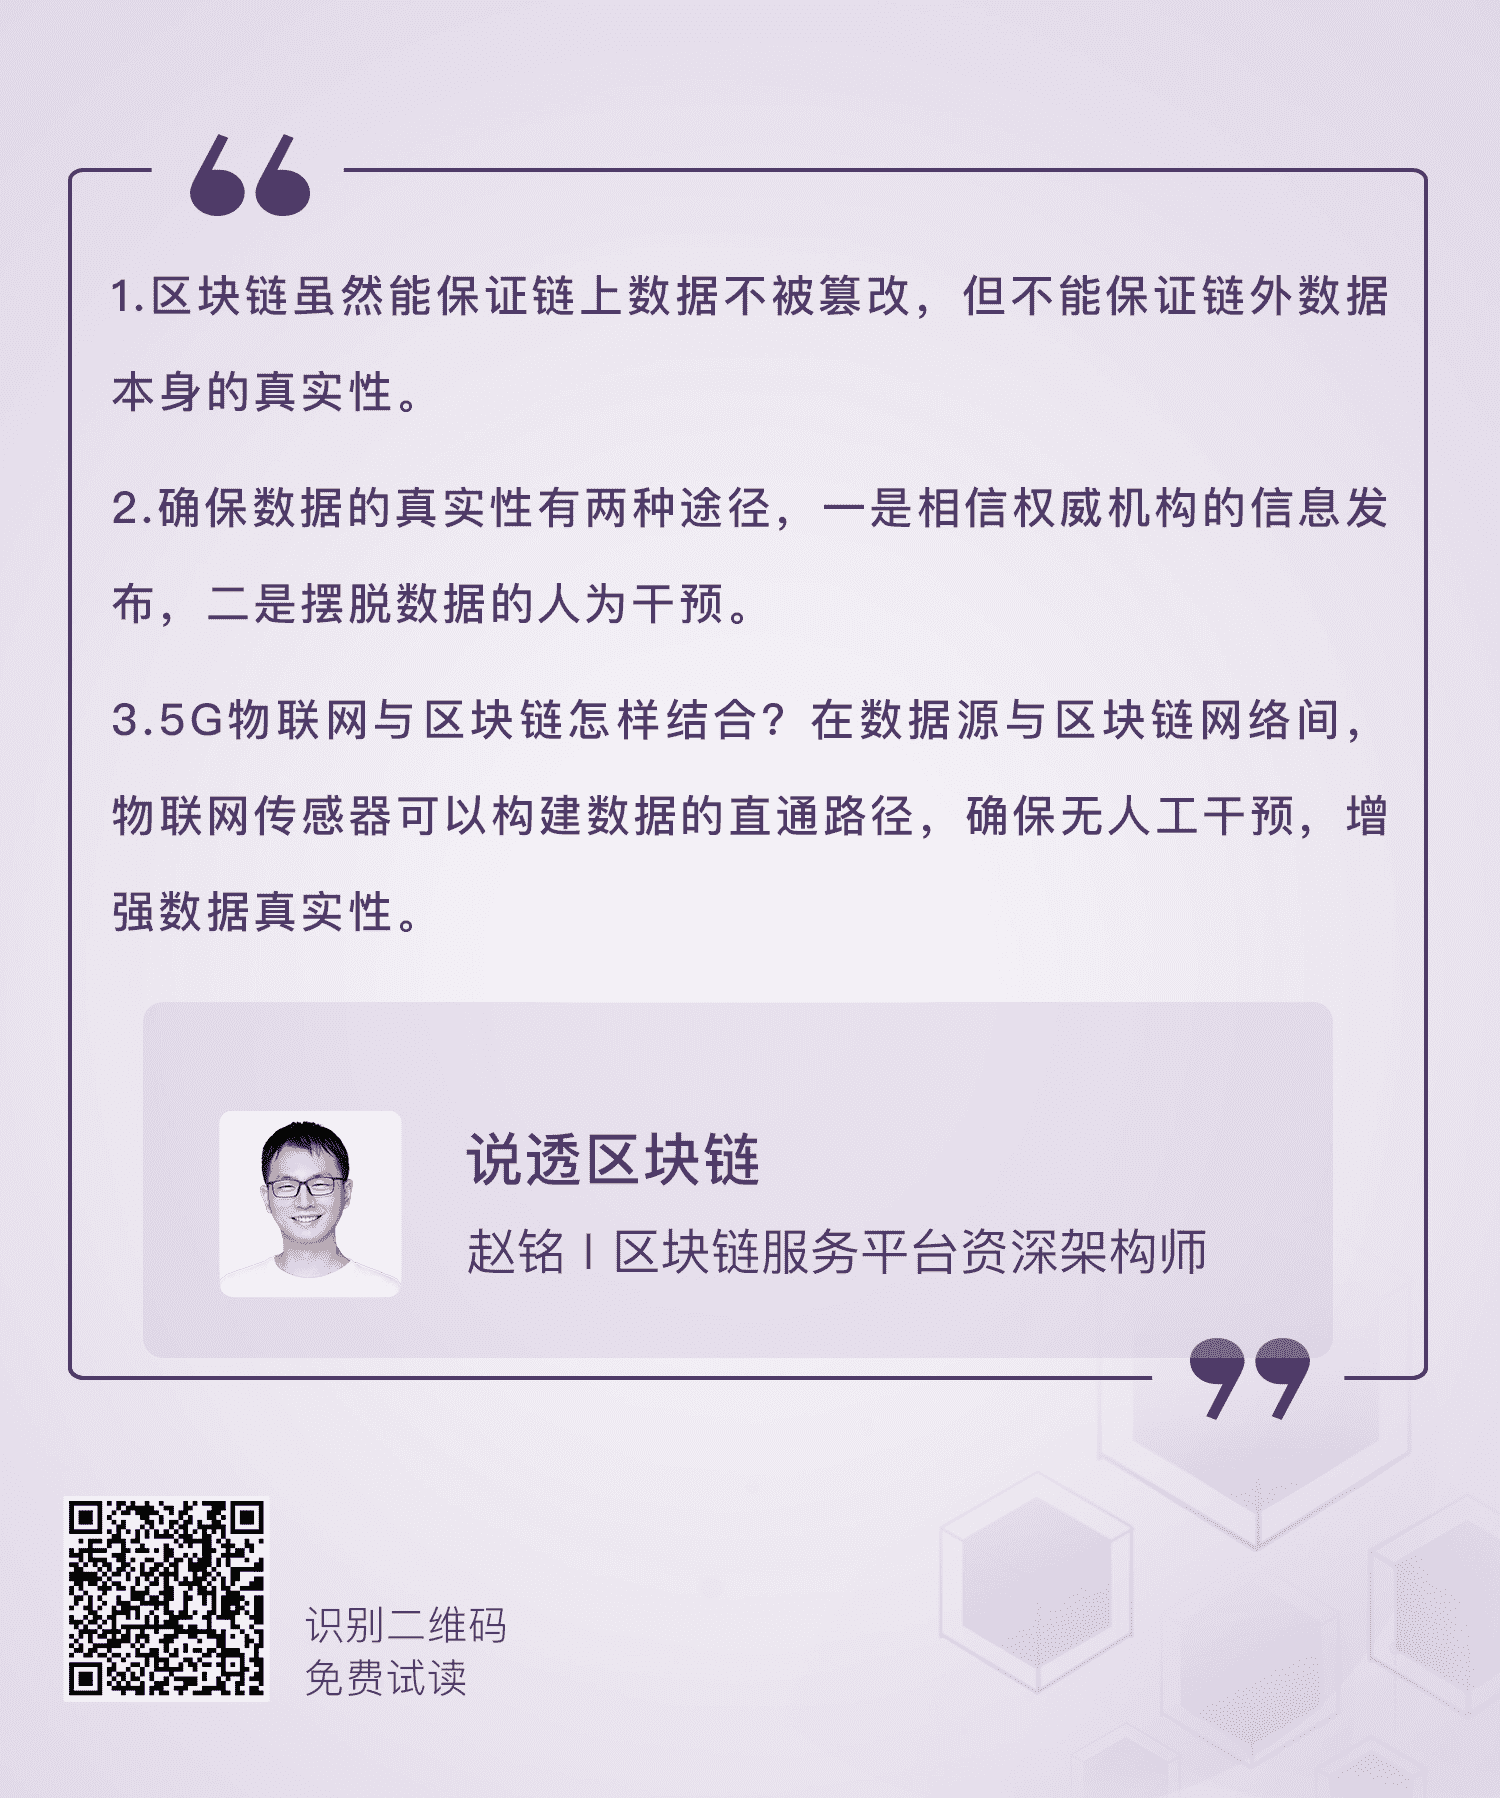 1.区块链虽然能保证链上数据不被篡改，但不能保证链外数据
本身的真实性。
2.确保数据的真实性有两种途径，一是相信权威机构的信息发
布，二是摆脱数据的人为干预。
3.5G物联网与区块链怎样结合？在数据源与区块链网络间，
物联网传感器可以构建数据的直通路径，确保无人工干预，增
强数据真实性。
说透区块链
赵铭 | 区块链服务平台资深架构师
识别二维码
免费试读